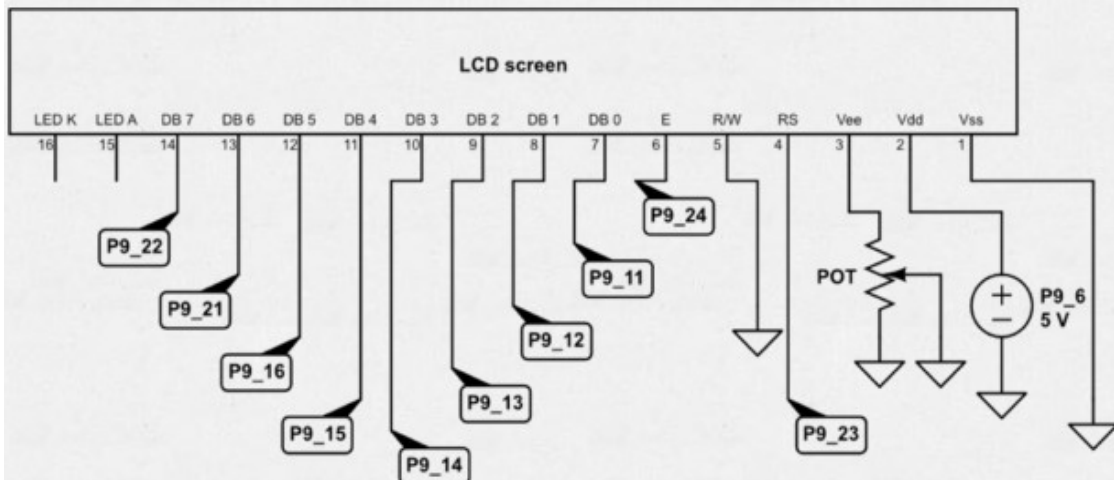 LCD screen
LED K LED A DB 7 DB 6 DB 5 DB 4 DB 3 DB 2 DB 1 DB 0 E R/W RS Vee Vdd Vss
16 15 14 13 12 11 10 9 8 7 6 5 4 3 2 1
P9_24
P9_22
P9_11
POT
P9_6
5 V
P9_21
P9_12
P9_16
P9_13
P9_15
P9_23
P9_14